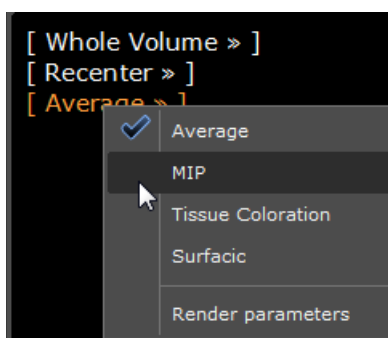 [ Whole Volume » ]
[ Recenter » ]
[ Average » ]
Average
MIP
Tissue Coloration
Surfacic
Render parameters